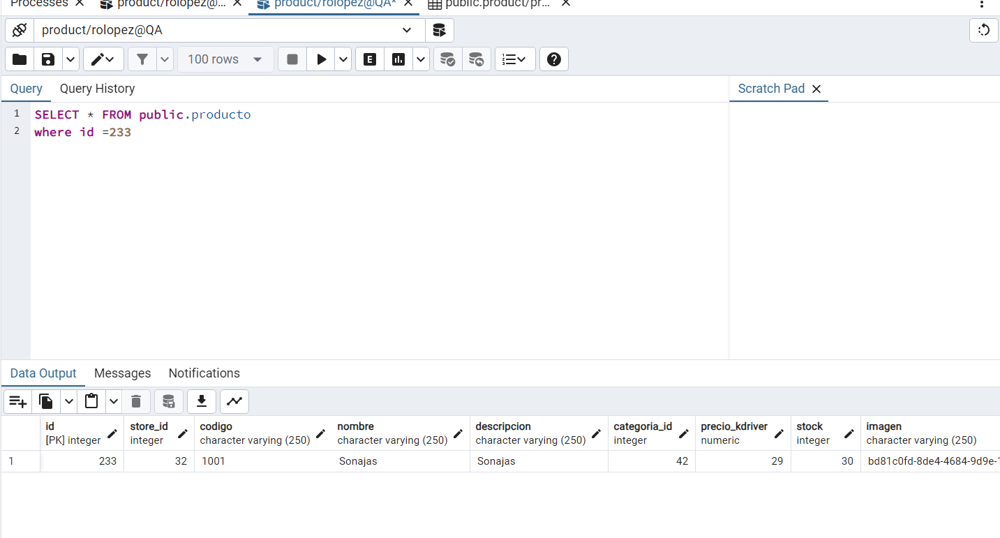 Processes
product/rolopez@...
product/rolopez@QA*
public.product/pr...
product/rolopez@QA
100 rows
E
Query
Query History
Scratch Pad
1 SELECT * FROM public.producto
2 where id =233
Data Output
Messages
Notifications
id
[PK] integer
store_id
integer
codigo
character varying (250)
nombre
character varying (250)
descripcion
character varying (250)
categoria_id
integer
precio_kdriver
numeric
stock
integer
imagen
character varying (250)
1 233 32 1001 Sonajas Sonajas 42 29 30 bd81c0fd-8de4-4684-9d9e-1